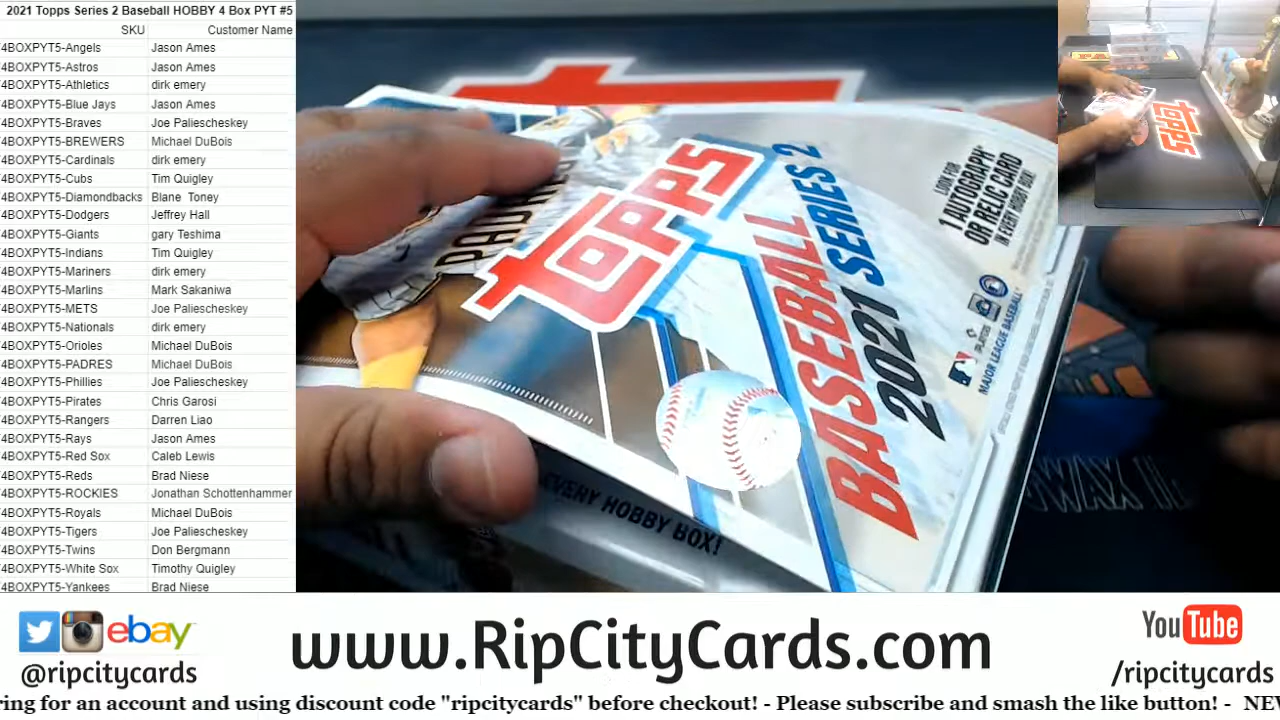 2021 Topps Series 2 Baseball HOBBY 4 Box PYT #5
SKU Customer Name
4BOXPYT5-Angels Jason Ames
4BOXPYT5-Astros Jason Ames
4BOXPYT5-Athletics dirk emery
4BOXPYT5-Blue Jays Jason Ames
4BOXPYT5-Braves Joe Paliescheskey
4BOXPYT5-BREWERS Michael DuBois
4BOXPYT5-Cardinals dirk emery
4BOXPYT5-Cubs Tim Quigley
4BOXPYT5-Diamondbacks Blane Toney
4BOXPYT5-Dodgers Jeffrey Hall
4BOXPYT5-Giants gary Teshima
4BOXPYT5-Indians Tim Quigley
4BOXPYT5-Mariners dirk emery
4BOXPYT5-Marlins Mark Sakaniwa
4BOXPYT5-METS Joe Paliescheskey
4BOXPYT5-Nationals dirk emery
4BOXPYT5-Orioles Michael DuBois
4BOXPYT5-PADRES Michael DuBois
4BOXPYT5-Phillies Joe Paliescheskey
4BOXPYT5-Pirates Chris Garosi
4BOXPYT5-Rangers Darren Liao
4BOXPYT5-Rays Jason Ames
4BOXPYT5-Red Sox Caleb Lewis
4BOXPYT5-Reds Brad Niese
4BOXPYT5-ROCKIES Jonathan Schottenhammer
4BOXPYT5-Royals Michael DuBois
4BOXPYT5-Tigers Joe Paliescheskey
4BOXPYT5-Twins Don Bergmann
4BOXPYT5-White Sox Timothy Quigley
4BOXPYT5-Yankees Brad Niese
PADRES
TOPPS
BASEBALL
2021 SERIES 2
LOOK FOR
1 AUTOGRAPH
OR RELIC CARD
IN EVERY HOBBY BOX!
MAJOR LEAGUE BASEBALL
EVERY HOBBY BOX!
TOPPS
ebay
@ripcitycards
www.RipCityCards.com
YouTube
/ripcitycards
ring for an account and using discount code "ripcitycards" before checkout! - Please subscribe and smash the like button! - NEV